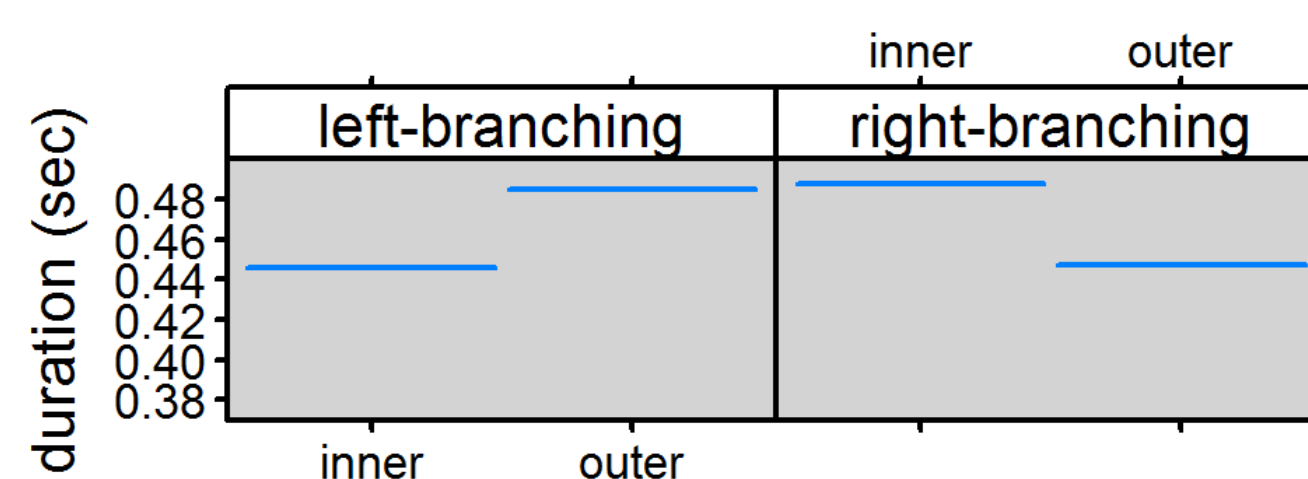 inner outer
left-branching right-branching
duration (sec)
0.48
0.46
0.44
0.42
0.40
0.38
inner outer